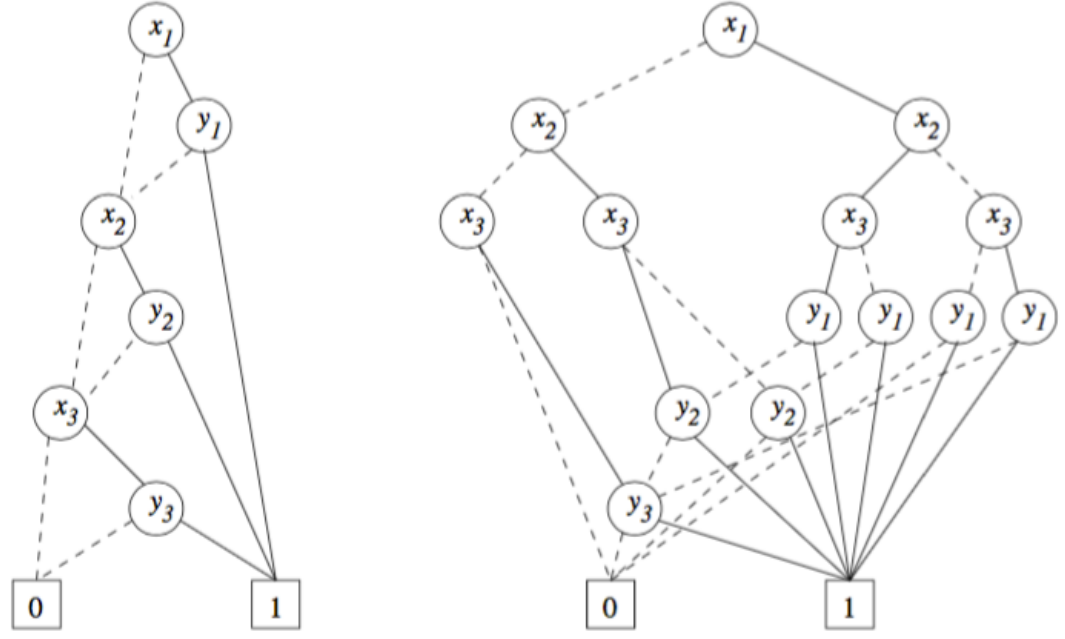 x1 x1
y1 x2 x2
x2 x3 x3 x3 x3
y2 y1 y1 y1 y1
x3 y2 y2
y3 y3
0 1 0 1